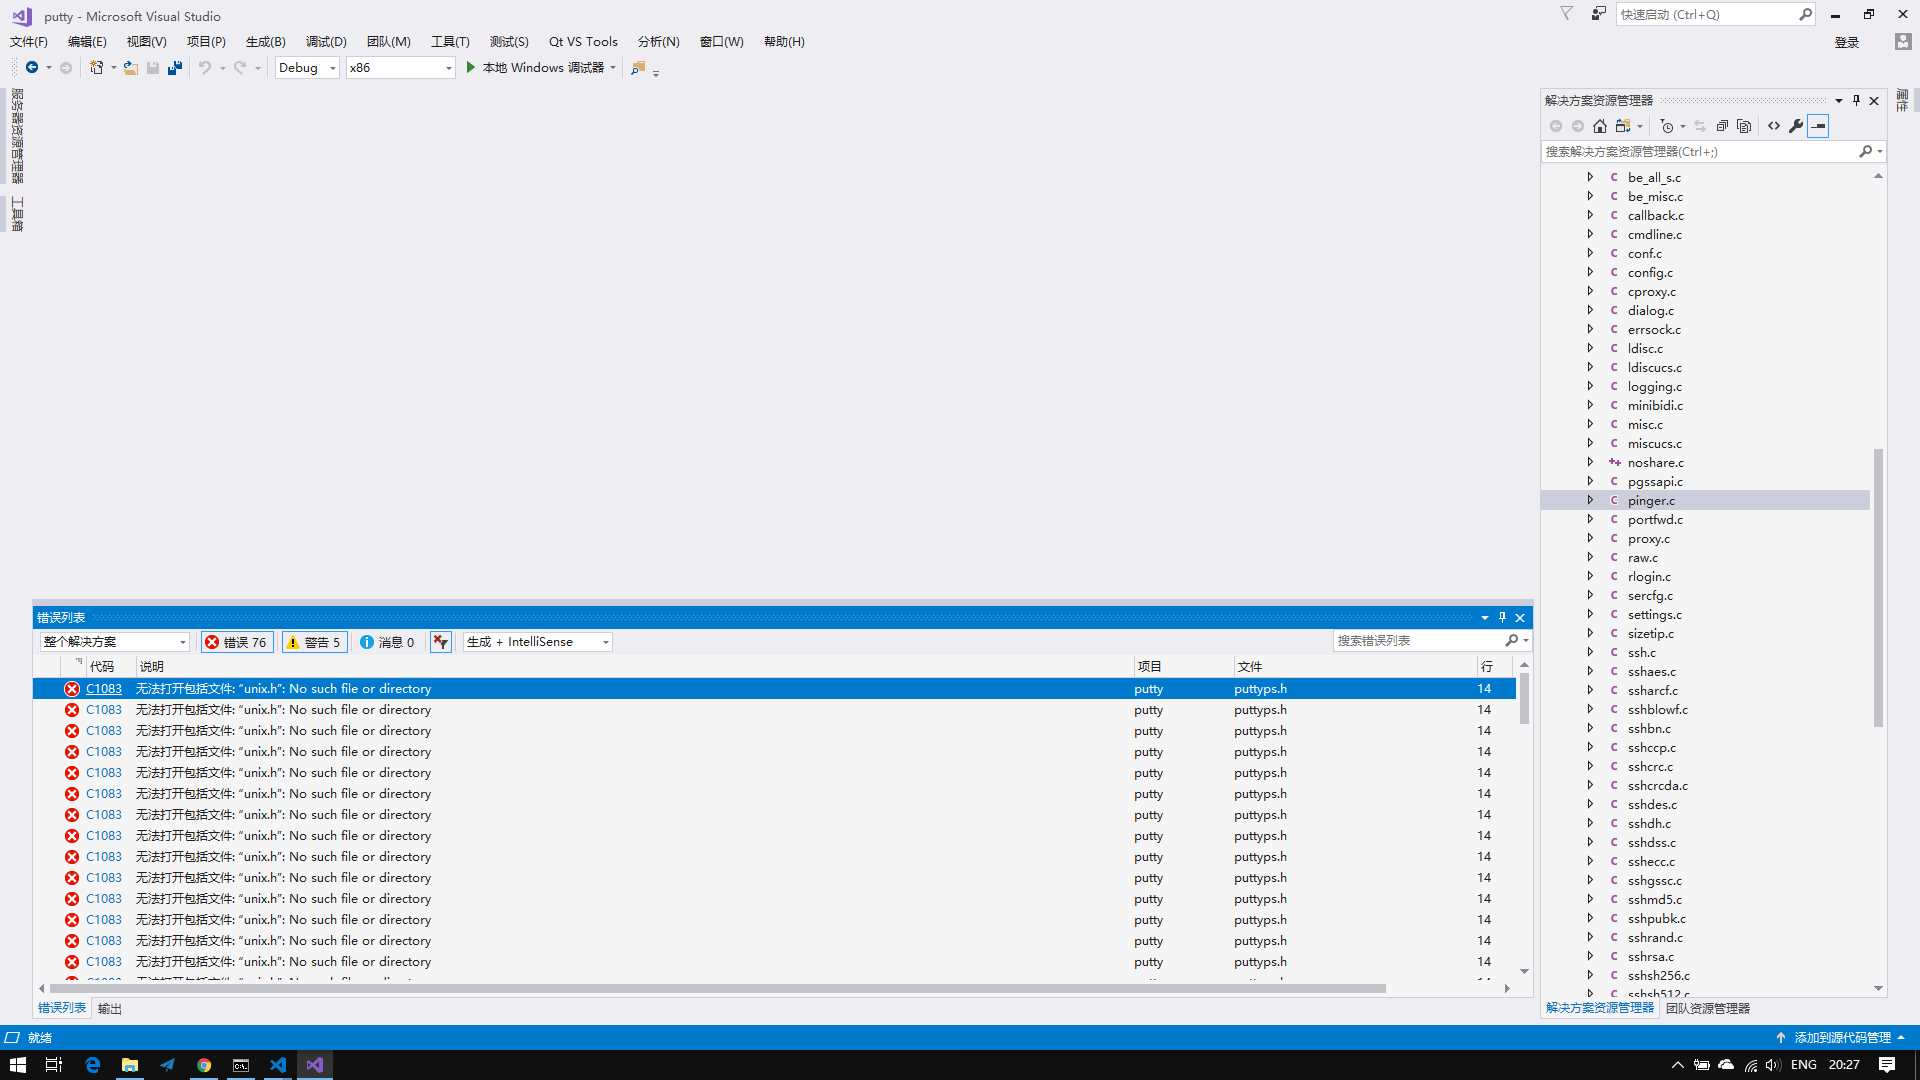 putty - Microsoft Visual Studio
快速启动 (Ctrl+Q)
文件(F) 编辑(E) 视图(V) 项目(P) 生成(B) 调试(D) 团队(M) 工具(T) 测试(S) Qt VS Tools 分析(N) 窗口(W) 帮助(H)
登录
Debug x86 本地 Windows 调试器
服务器资源管理器
工具箱
解决方案资源管理器
属性
搜索解决方案资源管理器(Ctrl+;)
be_all_s.c
be_misc.c
callback.c
cmdline.c
conf.c
config.c
cproxy.c
dialog.c
errsock.c
ldisc.c
ldiscucs.c
logging.c
minibidi.c
misc.c
miscucs.c
noshare.c
pgssapi.c
pinger.c
portfwd.c
proxy.c
raw.c
rlogin.c
sercfg.c
settings.c
sizetip.c
ssh.c
sshaes.c
ssharcf.c
sshblowf.c
sshbn.c
sshccp.c
sshcrc.c
sshcrcda.c
sshdes.c
sshdh.c
sshdss.c
sshecc.c
sshgssc.c
sshmd5.c
sshpubk.c
sshrand.c
sshrsa.c
sshsh256.c
sshsh512.c
解决方案资源管理器 团队资源管理器
错误列表
整个解决方案 错误 76 警告 5 消息 0 生成 + IntelliSense 搜索错误列表
代码 说明 项目 文件 行
C1083 无法打开包括文件: “unix.h”: No such file or directory putty puttyps.h 14
C1083 无法打开包括文件: “unix.h”: No such file or directory putty puttyps.h 14
C1083 无法打开包括文件: “unix.h”: No such file or directory putty puttyps.h 14
C1083 无法打开包括文件: “unix.h”: No such file or directory putty puttyps.h 14
C1083 无法打开包括文件: “unix.h”: No such file or directory putty puttyps.h 14
C1083 无法打开包括文件: “unix.h”: No such file or directory putty puttyps.h 14
C1083 无法打开包括文件: “unix.h”: No such file or directory putty puttyps.h 14
C1083 无法打开包括文件: “unix.h”: No such file or directory putty puttyps.h 14
C1083 无法打开包括文件: “unix.h”: No such file or directory putty puttyps.h 14
C1083 无法打开包括文件: “unix.h”: No such file or directory putty puttyps.h 14
C1083 无法打开包括文件: “unix.h”: No such file or directory putty puttyps.h 14
C1083 无法打开包括文件: “unix.h”: No such file or directory putty puttyps.h 14
C1083 无法打开包括文件: “unix.h”: No such file or directory putty puttyps.h 14
C1083 无法打开包括文件: “unix.h”: No such file or directory putty puttyps.h 14
错误列表 输出
就绪
添加到源代码管理
ENG 20:27